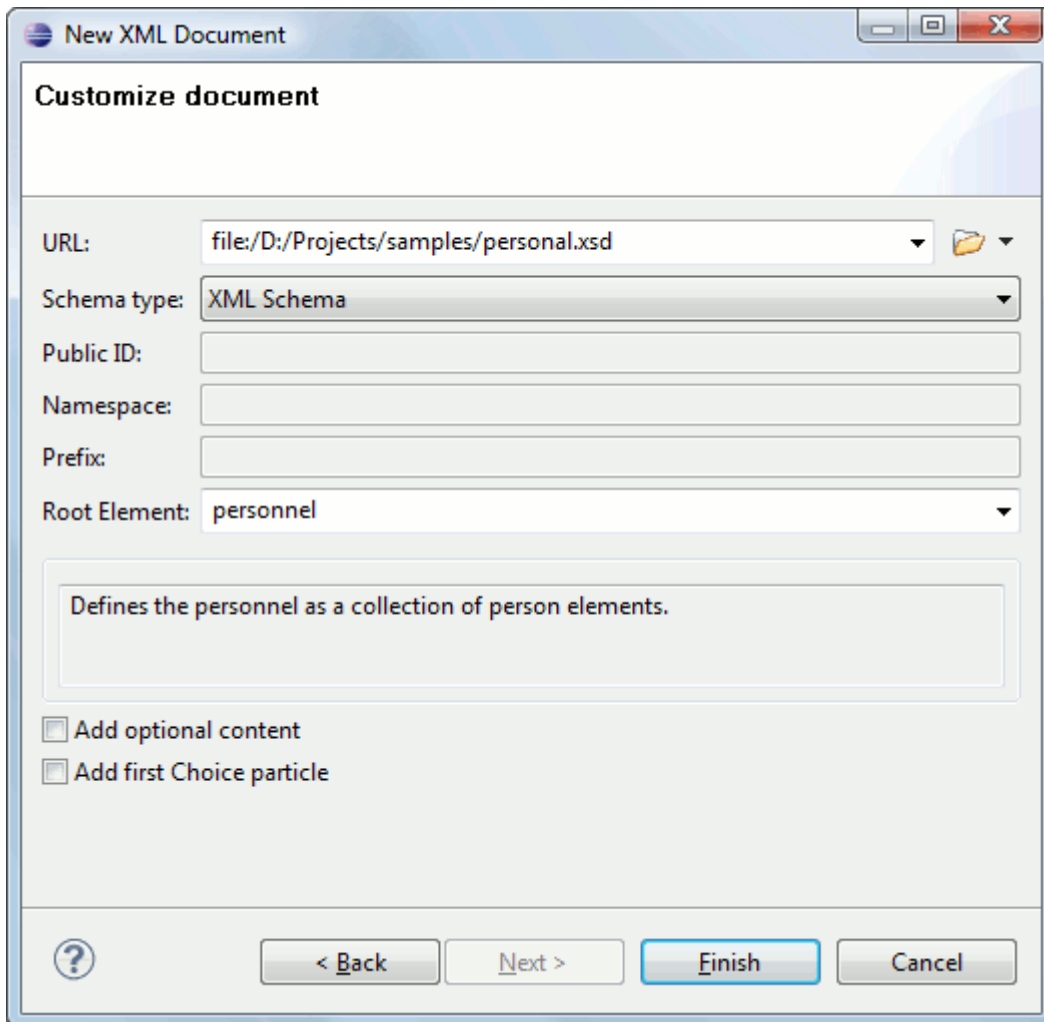 New XML Document
Customize document
URL: file:/D:/Projects/samples/personal.xsd
Schema type: XML Schema
Public ID:
Namespace:
Prefix:
Root Element: personnel
Defines the personnel as a collection of person elements.
Add optional content
Add first Choice particle
? < Back Next > Finish Cancel